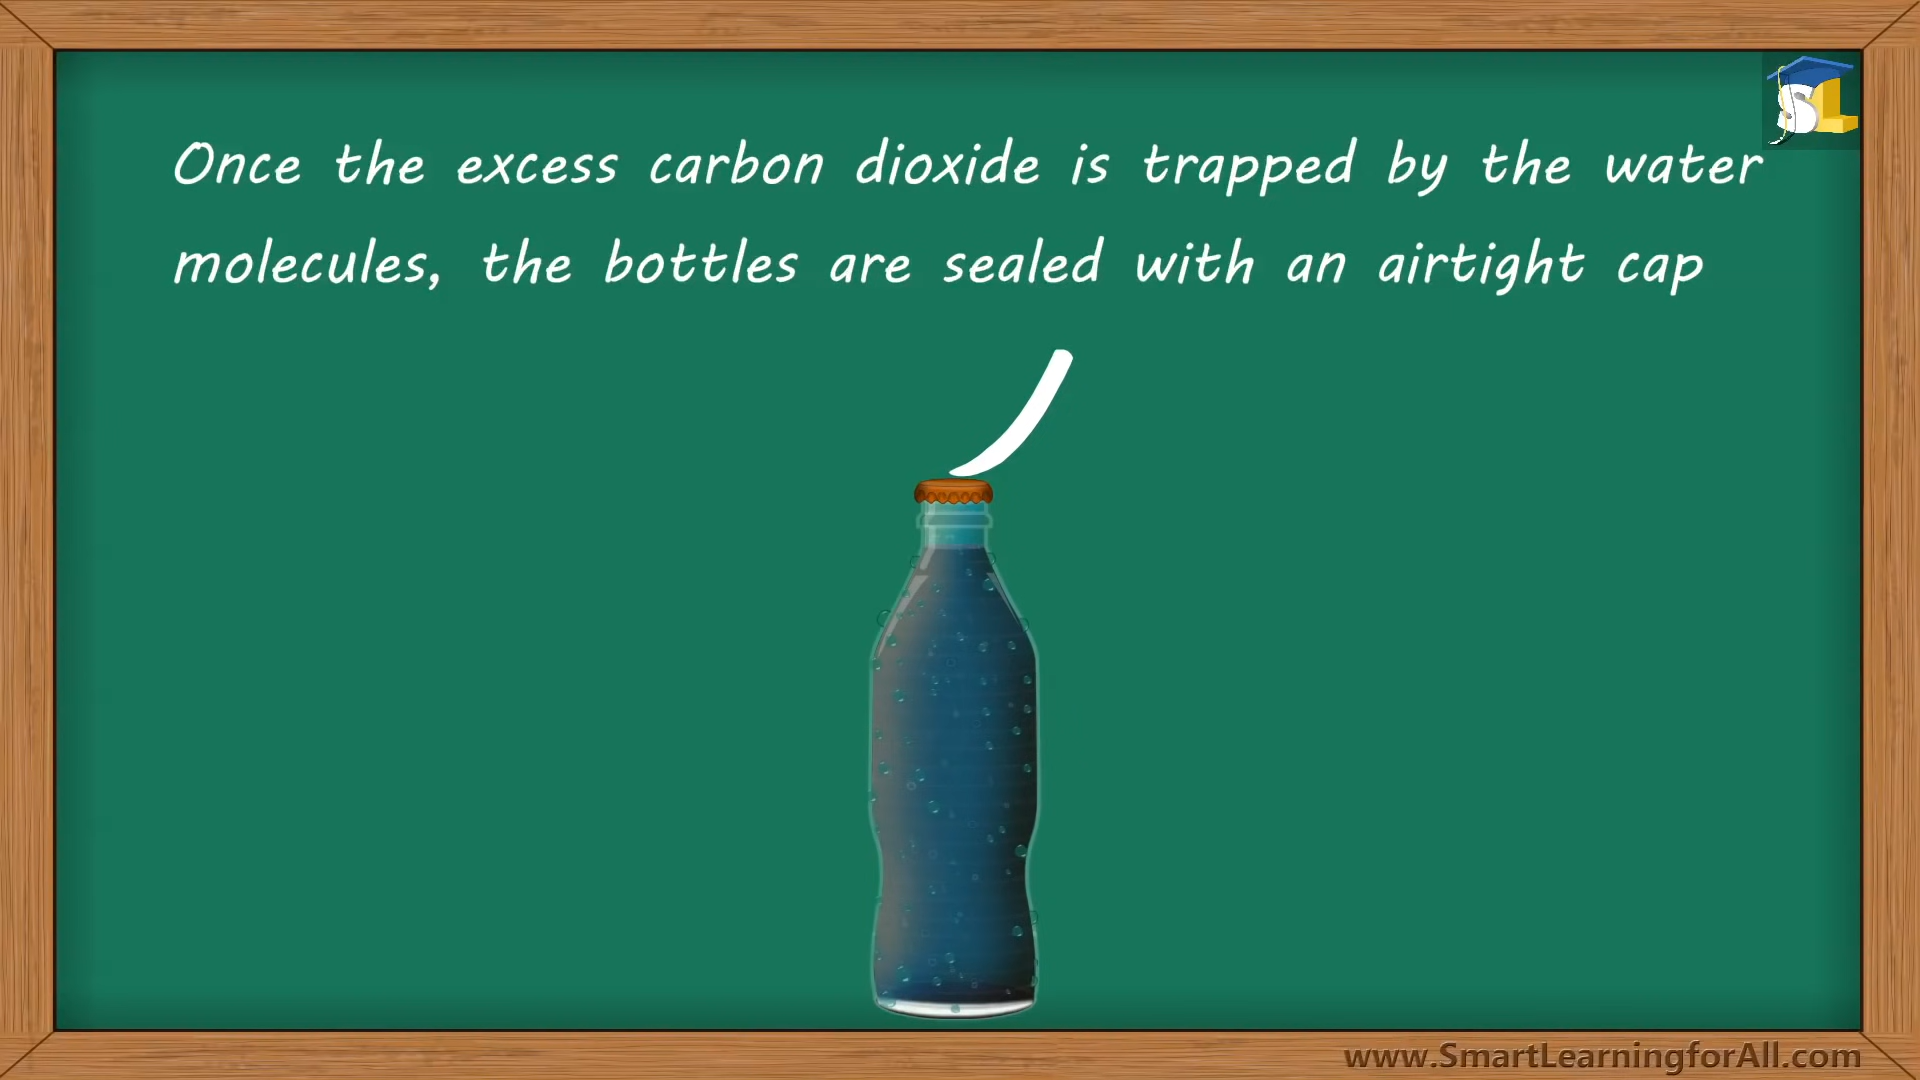 SL
Once the excess carbon dioxide is trapped by the water
molecules, the bottles are sealed with an airtight cap
www.SmartLearningforAll.com